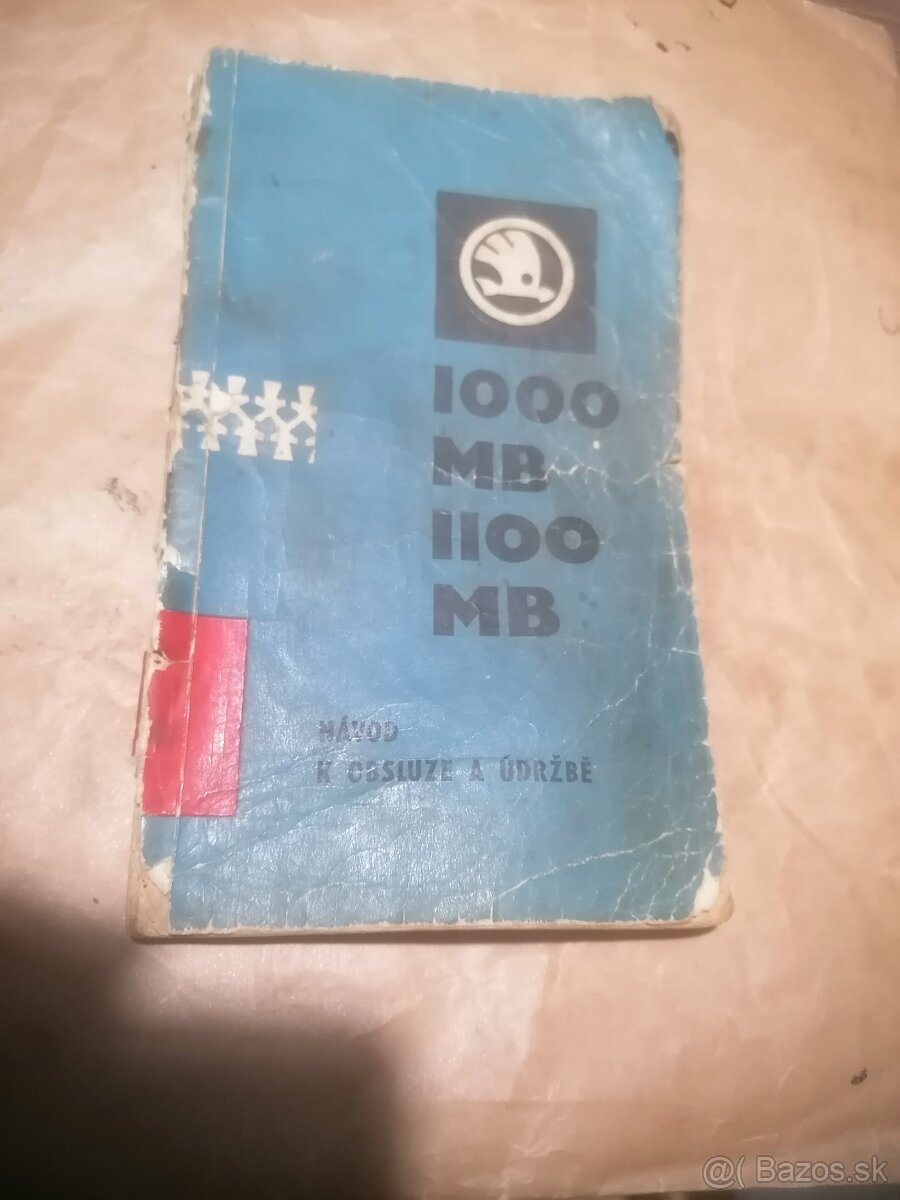 1000
MB
1100
MB
NÁVOD
K OBSLUZE A ÚDRŽBĚ
@( Bazos.sk